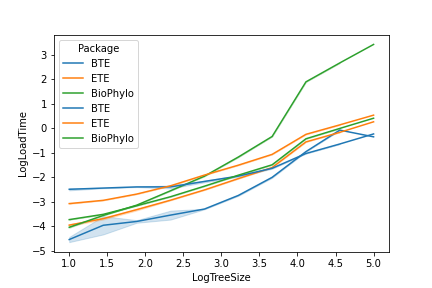 Package
BTE
ETE
BioPhylo
BTE
ETE
BioPhylo
3
2
1
0
−1
−2
−3
−4
−5
LogLoadTime
1.0 1.5 2.0 2.5 3.0 3.5 4.0 4.5 5.0
LogTreeSize